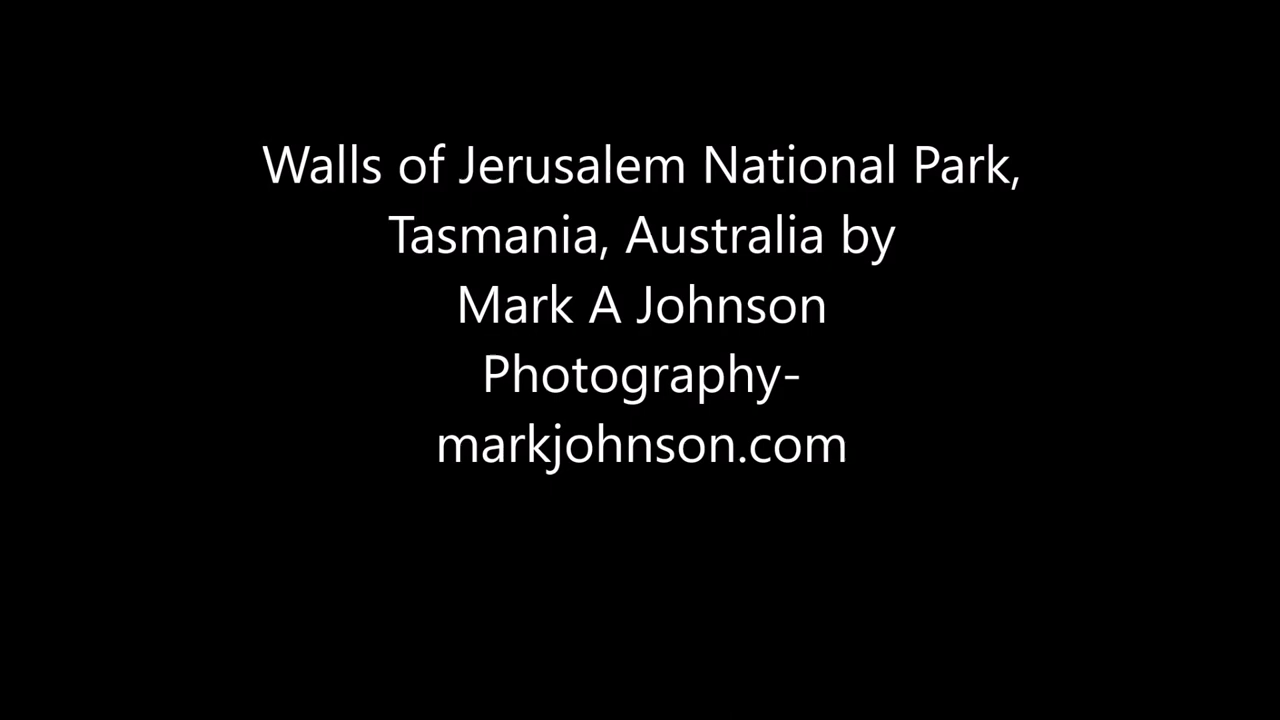 Walls of Jerusalem National Park,
Tasmania, Australia by
Mark A Johnson
Photography-
markjohnson.com